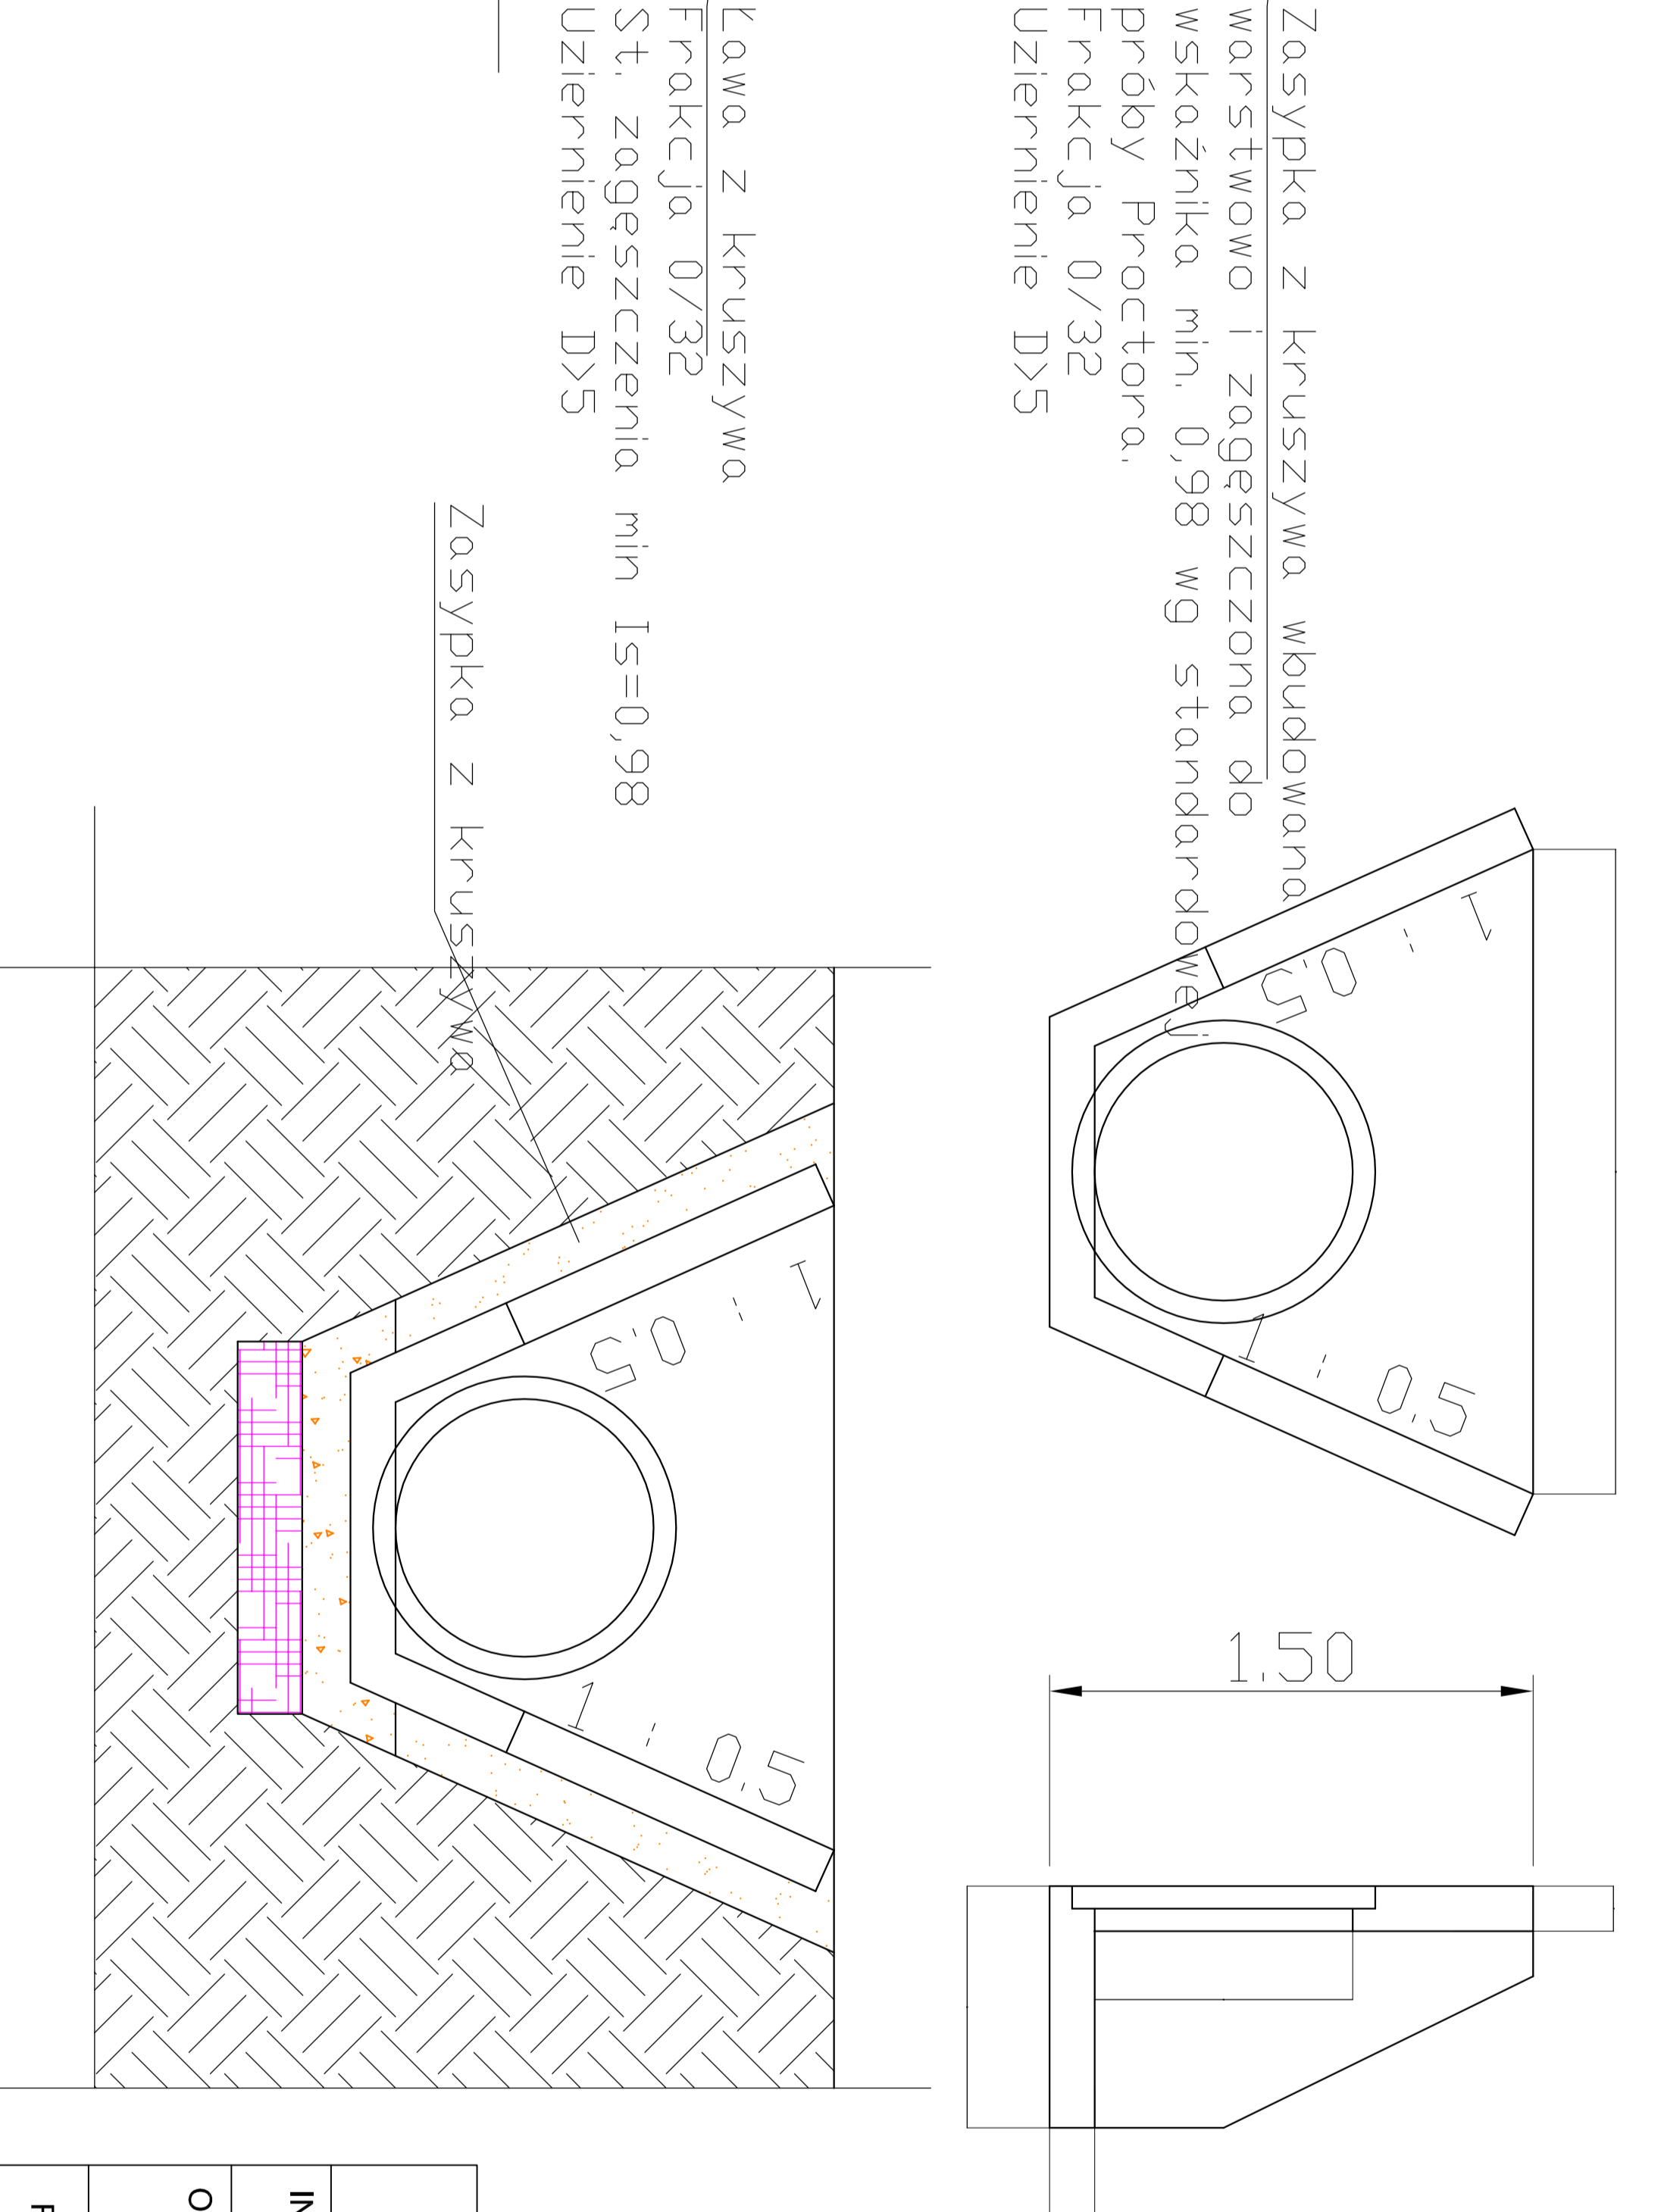 Zasypka z kruszywa wbudowana
warstwowo i zagęszczona do
wskaźnika min. 0,98 wg standardowej
próby Proctora.
Frakcja 0/32
Uziernienie D>5
Ława z kruszywa
Frakcja 0/32
St. zagęszczenia min Is=0,98
Uziernienie D>5
Zasypka z kruszywa
1 : 0,5
1 : 0,5
1 : 0,5
1 : 0,5
1.50